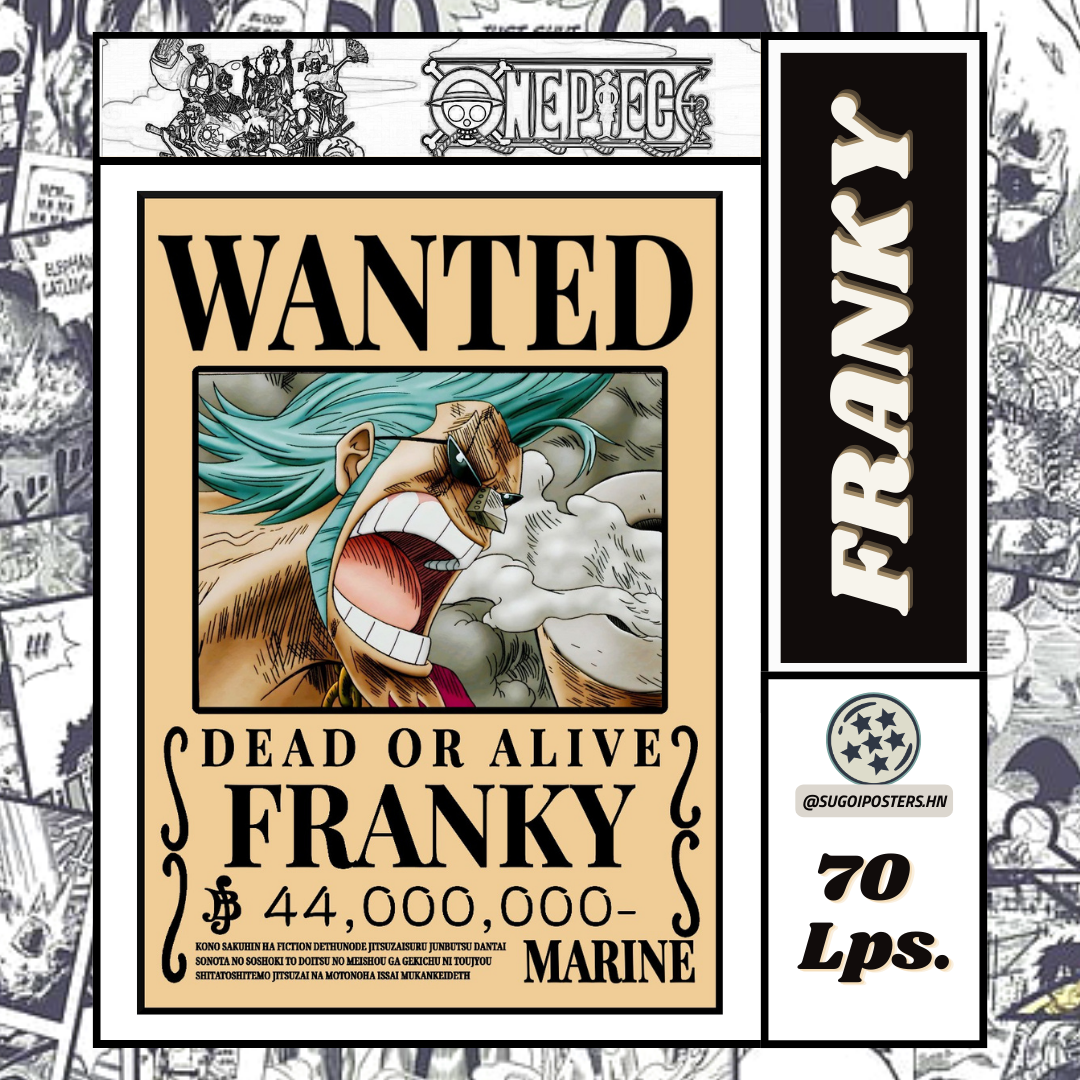 ONE PIECE
WANTED
DEAD OR ALIVE
FRANKY
44,000,000-
KONO SAKUHIN HA FICTION DETHUNODE JITSUZAISURU JUNBUTSU DANTAI
SONOTA NO SOSHOKI TO DOITSU NO MEISHOU GA GEKICHU NI TOUJYOU
SHITATOSHITEMO JITSUZAI NA MOTONOHA ISSAI MUKANKEIDETH
MARINE
FRANKY
@SUGOIPOSTERS.HN
70
Lps.